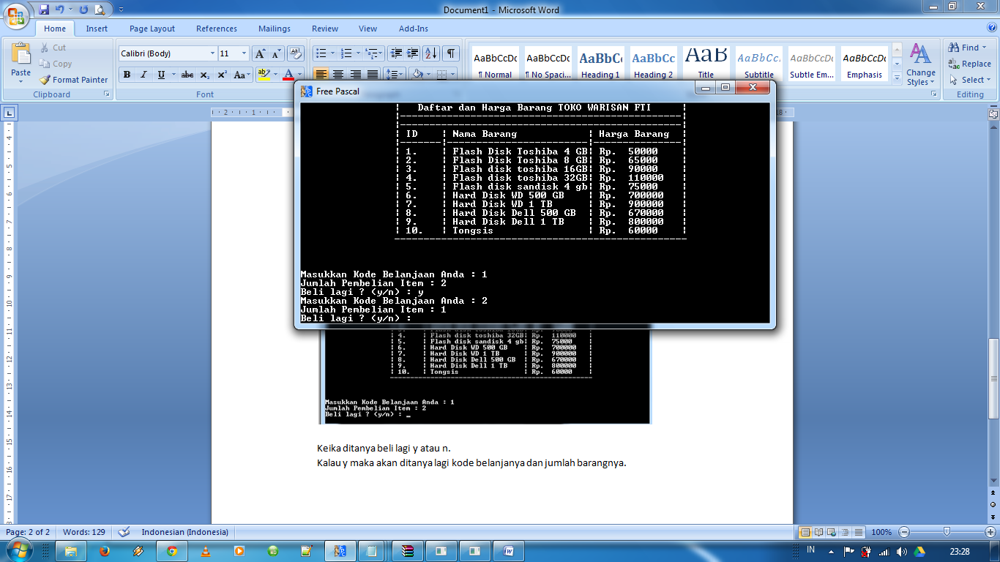 Document1 - Microsoft Word
Home Insert Page Layout References Mailings Review View Add-Ins
Paste
Cut
Copy
Format Painter
Clipboard
Calibri (Body) 11
B I U abc x₂ x² Aa
Font
AaBbCcDc AaBbCcDc AaBbCc AaBbCc AaB AaBbCc. AaBbCcDc AaBbCcDc
¶ Normal ¶ No Spaci... Heading 1 Heading 2 Title Subtitle Subtle Em... Emphasis
Change Styles
Find
Replace
Select
Editing
Free Pascal
Daftar dan Harga Barang TOKO WARISAN FTI
ID Nama Barang Harga Barang
1. Flash Disk Toshiba 4 GB Rp. 50000
2. Flash Disk Toshiba 8 GB Rp. 65000
3. Flash disk toshiba 16GB Rp. 90000
4. Flash disk toshiba 32GB Rp. 110000
5. Flash disk sandisk 4 gb Rp. 75000
6. Hard Disk WD 500 GB Rp. 700000
7. Hard Disk WD 1 TB Rp. 900000
8. Hard Disk Dell 500 GB Rp. 670000
9. Hard Disk Dell 1 TB Rp. 800000
10. Tongsis Rp. 60000
Masukkan Kode Belanjaan Anda : 1
Jumlah Pembelian Item : 2
Beli lagi ? (y/n) : y
Masukkan Kode Belanjaan Anda : 2
Jumlah Pembelian Item : 1
Beli lagi ? (y/n) :
4. Flash disk toshiba 32GB Rp. 110000
5. Flash disk sandisk 4 gb Rp. 75000
6. Hard Disk WD 500 GB Rp. 700000
7. Hard Disk WD 1 TB Rp. 900000
8. Hard Disk Dell 500 GB Rp. 670000
9. Hard Disk Dell 1 TB Rp. 800000
10. Tongsis Rp. 60000
Masukkan Kode Belanjaan Anda : 1
Jumlah Pembelian Item : 2
Beli lagi ? (y/n) : _
Keika ditanya beli lagi y atau n.
Kalau y maka akan ditanya lagi kode belanjanya dan jumlah barangnya.
Page: 2 of 2 Words: 129 Indonesian (Indonesia) 100%
IN 23:28